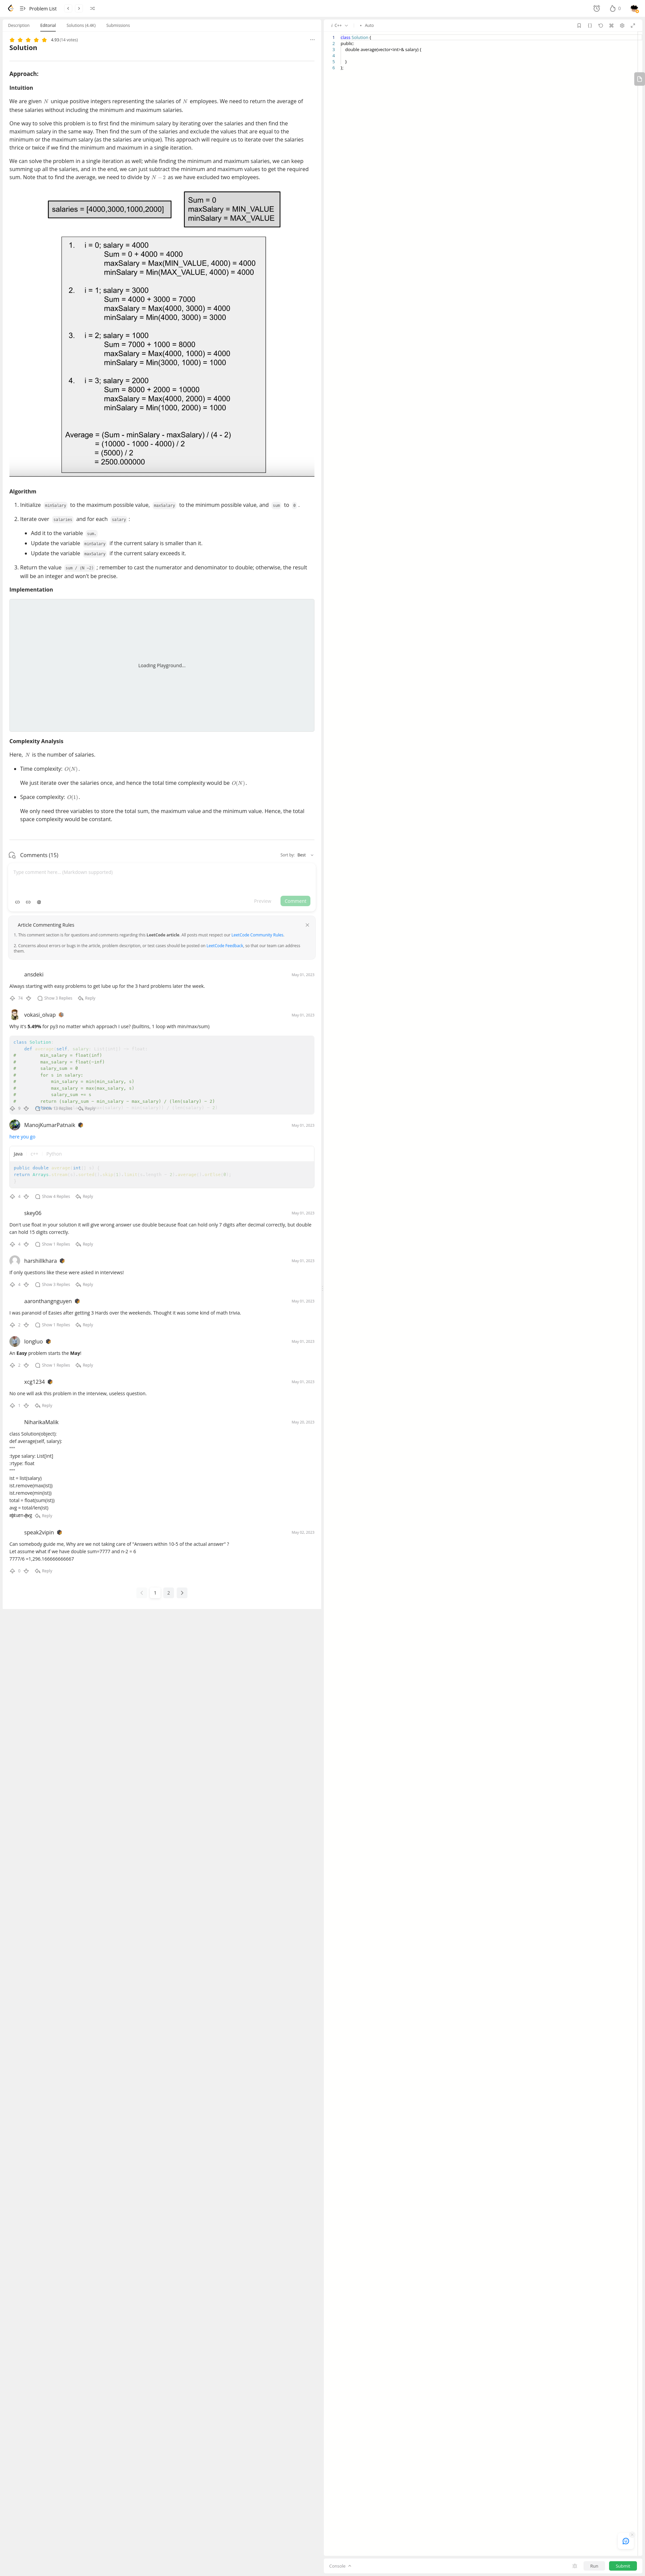 Problem List
0
Description
Editorial
Solutions (4.4K)
Submissions
4.93 (14 votes)
Solution
Approach:
Intuition
We are given N unique positive integers representing the salaries of N employees. We need to return the average of
these salaries without including the minimum and maximum salaries.
One way to solve this problem is to first find the minimum salary by iterating over the salaries and then find the
maximum salary in the same way. Then find the sum of the salaries and exclude the values that are equal to the
minimum or the maximum salary (as the salaries are unique). This approach will require us to iterate over the salaries
thrice or twice if we find the minimum and maximum in a single iteration.
We can solve the problem in a single iteration as well; while finding the minimum and maximum salaries, we can keep
summing up all the salaries, and in the end, we can just subtract the minimum and maximum values to get the required
sum. Note that to find the average, we need to divide by N − 2 as we have excluded two employees.
salaries = [4000,3000,1000,2000]
Sum = 0
maxSalary = MIN_VALUE
minSalary = MAX_VALUE
1. i = 0; salary = 4000
Sum = 0 + 4000 = 4000
maxSalary = Max(MIN_VALUE, 4000) = 4000
minSalary = Min(MAX_VALUE, 4000) = 4000
2. i = 1; salary = 3000
Sum = 4000 + 3000 = 7000
maxSalary = Max(4000, 3000) = 4000
minSalary = Min(4000, 3000) = 3000
3. i = 2; salary = 1000
Sum = 7000 + 1000 = 8000
maxSalary = Max(4000, 1000) = 4000
minSalary = Min(3000, 1000) = 1000
4. i = 3; salary = 2000
Sum = 8000 + 2000 = 10000
maxSalary = Max(4000, 2000) = 4000
minSalary = Min(1000, 2000) = 1000
Average = (Sum - minSalary - maxSalary) / (4 - 2)
= (10000 - 1000 - 4000) / 2
= (5000) / 2
= 2500.000000
Algorithm
1. Initialize minSalary to the maximum possible value, maxSalary to the minimum possible value, and sum to 0 .
2. Iterate over salaries and for each salary :
• Add it to the variable sum.
• Update the variable minSalary if the current salary is smaller than it.
• Update the variable maxSalary if the current salary exceeds it.
3. Return the value sum / (N -2) ; remember to cast the numerator and denominator to double; otherwise, the result
will be an integer and won't be precise.
Implementation
Loading Playground...
Complexity Analysis
Here, N is the number of salaries.
• Time complexity: O(N).
We just iterate over the salaries once, and hence the total time complexity would be O(N).
• Space complexity: O(1).
We only need three variables to store the total sum, the maximum value and the minimum. Hence, the total
space complexity would be constant.
Comments (15)
Sort by: Best
Type comment here... (Markdown supported)
Preview
Comment
Article Commenting Rules
1. This comment section is for questions and comments regarding this LeetCode article. All posts must respect our LeetCode Community Rules.
2. Concerns about errors or bugs in the article, problem description, or test cases should be posted on LeetCode Feedback, so that our team can address
them.
ansdeki
May 01, 2023
Always starting with easy problems to get lube up for the 3 hard problems later the week.
74 Show 3 Replies Reply
vokasi_olvap
May 01, 2023
Why it's 5.49% for py3 no matter which approach I use? (builtins, 1 loop with min/max/sum)
class Solution:
def average(self, salary: List[int]) -> float:
# min_salary = float(inf)
# max_salary = float(-inf)
# salary_sum = 0
# for s in salary:
# min_salary = min(min_salary, s)
# max_salary = max(max_salary, s)
# salary_sum += s
# return (salary_sum - min_salary - max_salary) / (len(salary) - 2)
Replies Reply
ManojKumarPatnaik
May 01, 2023
here you go
Java C++ Python
public double average(int[] s) {
return Arrays
4 Show 4 Replies Reply
skey06
May 01, 2023
Don't use float in your solution it will give wrong answer use double because float can hold only 7 digits after decimal correctly, but double
can hold 15 digits correctly.
4 Show 1 Replies Reply
harshillkhara
May 01, 2023
If only questions like these were asked in interviews!
Replies Reply
aaronthangnguyen
May 01, 2023
I was paranoid of Easies after getting 3 Hards over the weekends. Thought it was some kind of math trivia.
2 Show 1 Replies Reply
longluo
May 01, 2023
An Easy problem starts the May!
2 Show 1 Replies Reply
xcg1234
May 01, 2023
No one will ask this problem in the interview, useless question.
1 Reply
NiharikaMalik
May 20, 2023
class Solution(object):
def average(self, salary):
"""
:type salary: List[int]
:rtype: float
"""
lst = list(salary)
lst.remove(max(lst))
lst.remove(min(lst))
total = float(sum(lst))
avg = total/len(lst)
Reply
speak2vipin
May 02, 2023
Can somebody guide me, Why are we not taking care of "Answers within 10-5 of the actual answer" ?
Let assume what if we have double sum=7777 and n-2 = 6
7777/6 =1,296.166666666667
0 Reply
1
2
C++
Auto
1 class Solution {
2 public:
3 double average(vector<int>& salary) {
4
5 }
6 };
Console
Run
Submit